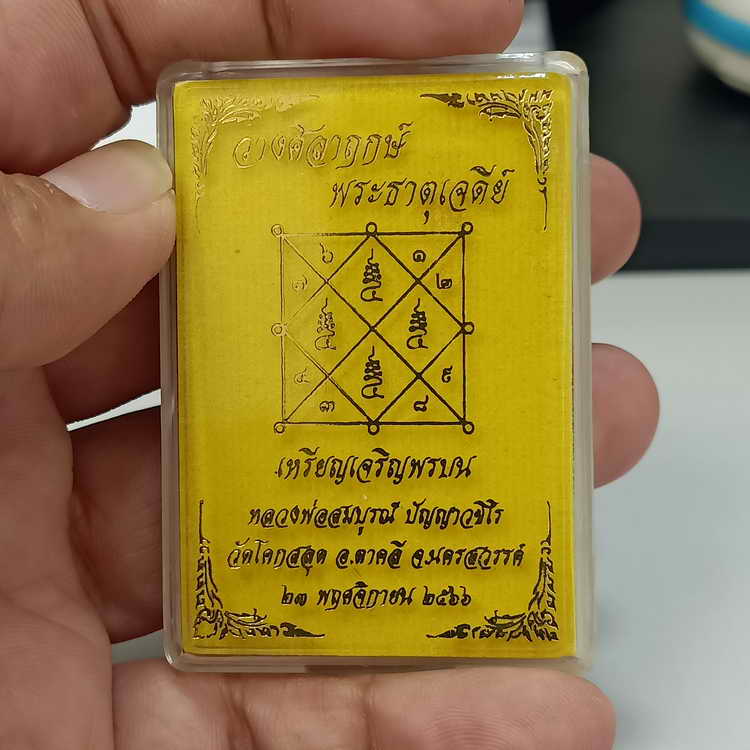 วางศิลาฤกษ์
พระธาตุเจดีย์
๖ ๑
๗ ๒
๔ ๙
๓ ๘
เหรียญเจริญพรบน
หลวงพ่อสมบูรณ์ ปัญญาวชิโร
วัดโคกสลุด อ.ตาคลี จ.นครสวรรค์
๒๗ พฤศจิกายน ๒๕๖๖